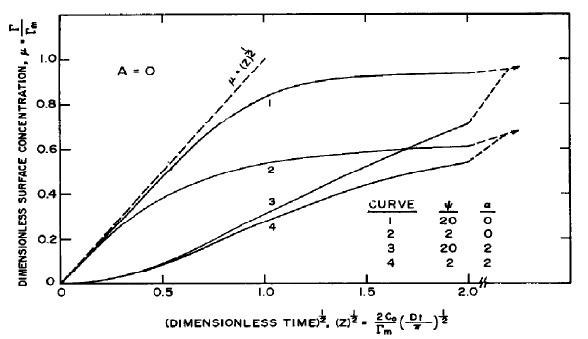 DIMENSIONLESS SURFACE CONCENTRATION, μ = Γ/Γm
1.0
0.8
0.6
0.4
0.2
0
A = 0
μ = (Z)^½
1
2
3
4
CURVE ψ α
1 20 0
2 2 0
3 20 2
4 2 2
0 0.5 1.0 1.5 2.0
(DIMENSIONLESS TIME)^½, (Z)^½ = 2C₀/Γm (Dt/π)^½